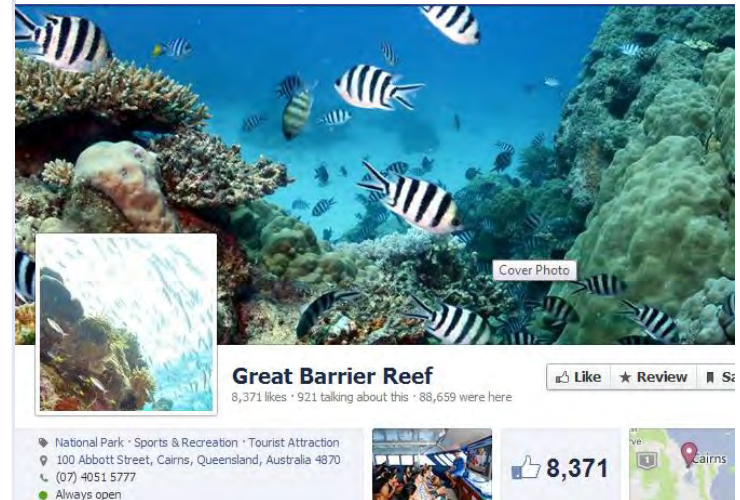 Cover Photo
Great Barrier Reef
Like Review
8,371 likes · 921 talking about this · 88,659 were here
National Park · Sports & Recreation · Tourist Attraction
100 Abbott Street, Cairns, Queensland, Australia 4870
(07) 4051 5777
Always open
8,371
1
Cairns